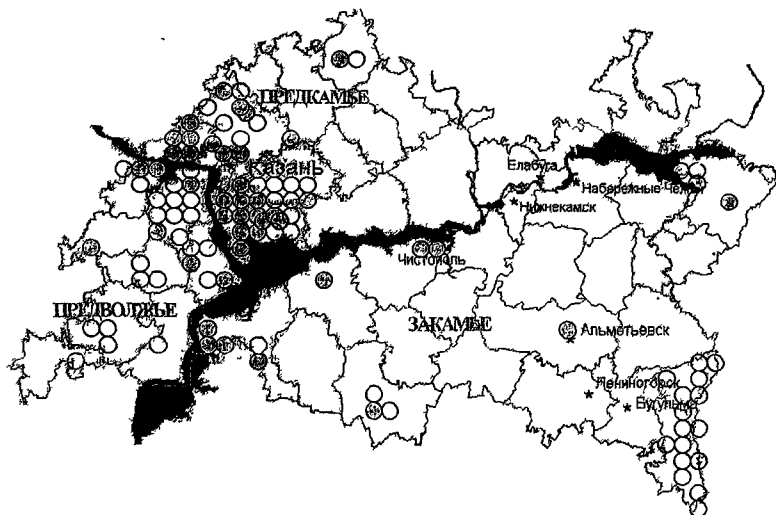 ПРЕДКАМЬЕ
Казань
Елабуга
Набережные Челны
Нижнекамск
Чистополь
ПРЕДВОЛЖЬЕ
ЗАКАМЬЕ
Альметьевск
Лениногорск
Бугульма